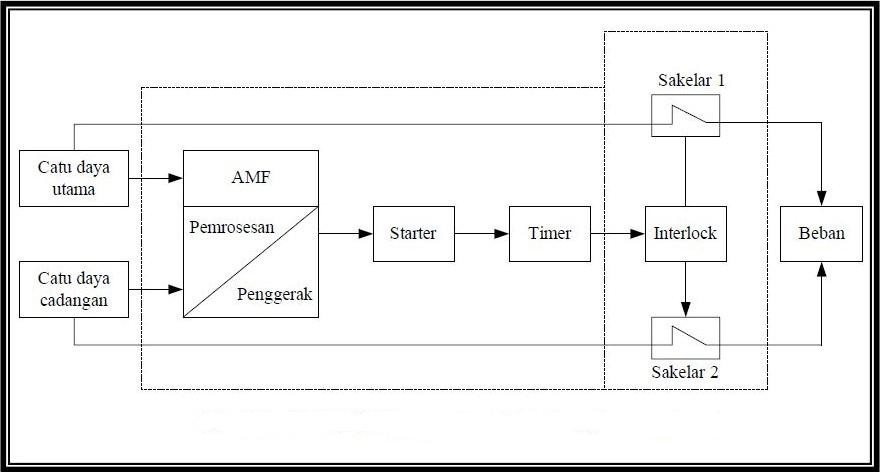 Sakelar 1
Catu daya
utama
AMF
Pemrosesan
Penggerak
Starter
Timer
Interlock
Beban
Catu daya
cadangan
Sakelar 2